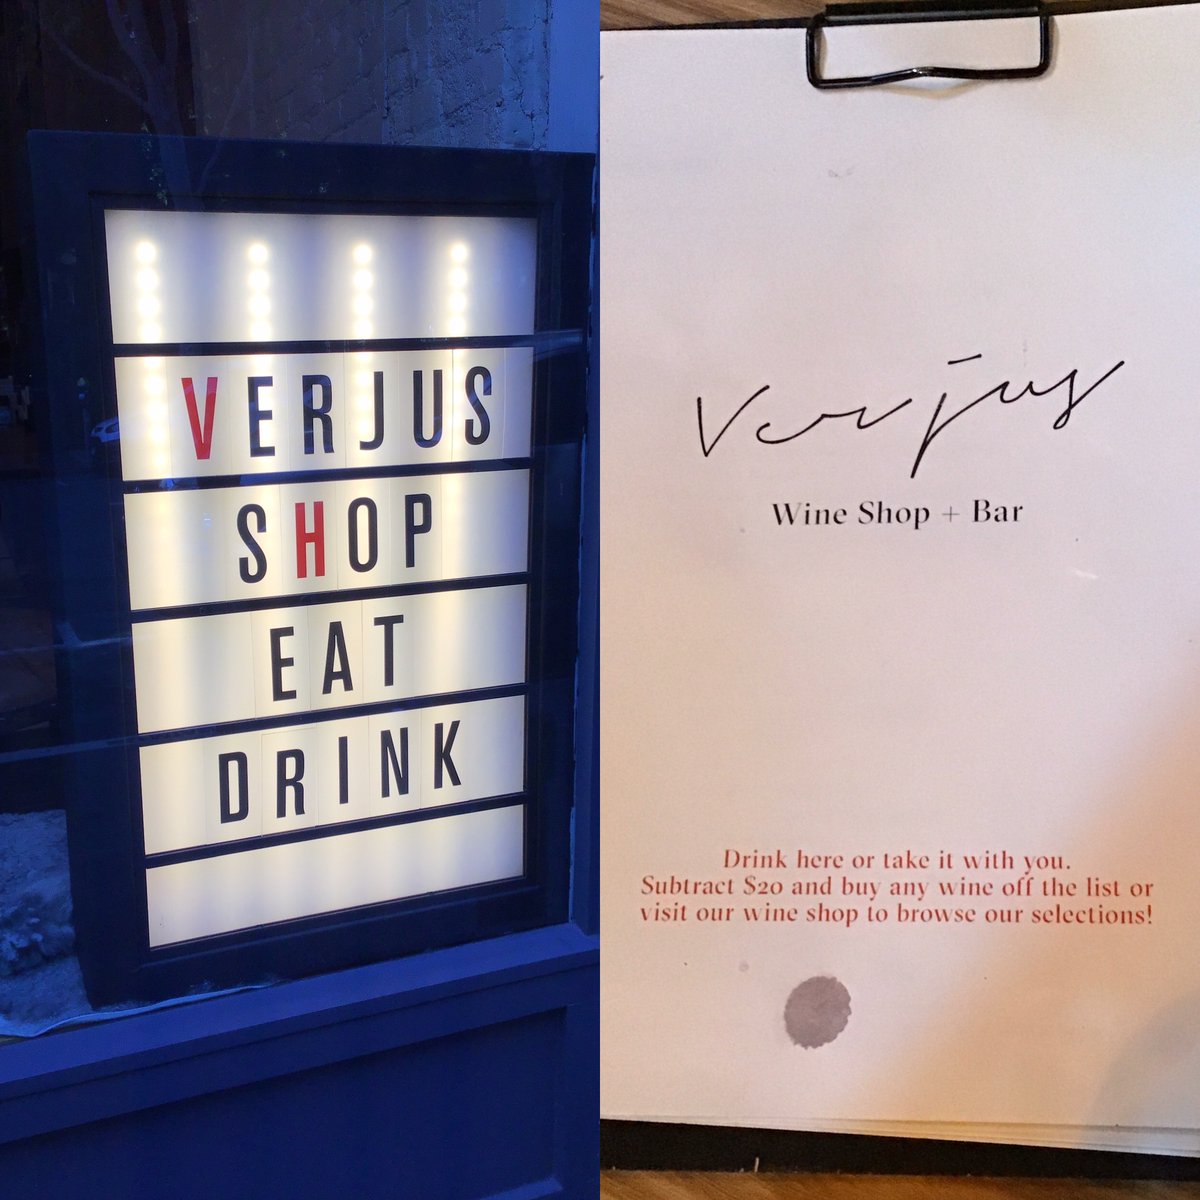 VERJUS
SHOP
EAT
DRINK
Verjus
Wine Shop + Bar
Drink here or take it with you.
Subtract $20 and buy any wine off the list or
visit our wine shop to browse our selections!